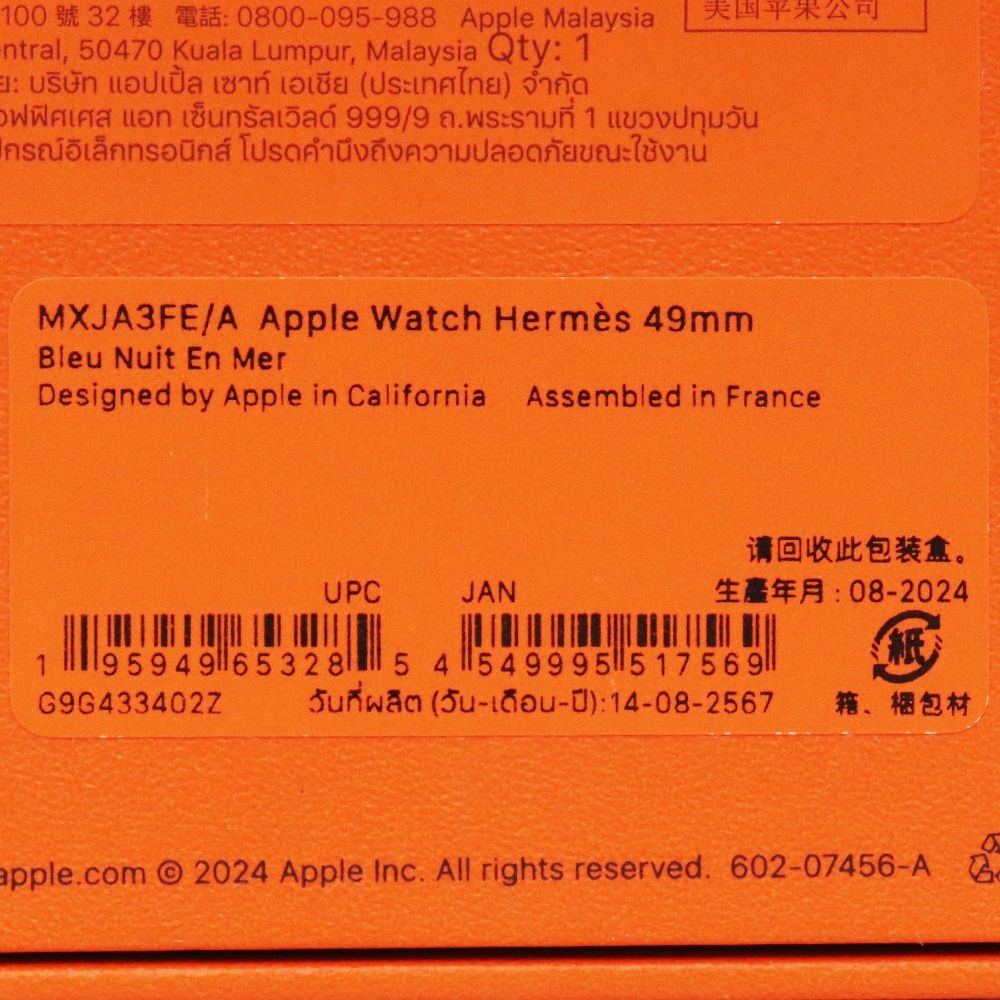 100 號 32 樓 電話: 0800-095-988 Apple Malaysia
美国苹果公司
entral, 50470 Kuala Lumpur, Malaysia Qty: 1
ย: บริษัท แอปเปิ้ล เซาท์ เอเชีย (ประเทศไทย) จำกัด
อฟฟิศเศส แอท เซ็นทรัลเวิลด์ 999/9 ถ.พระรามที่ 1 แขวงปทุมวัน
ปกรณ์อิเล็กทรอนิกส์ โปรดคำนึงถึงความปลอดภัยขณะใช้งาน
MXJA3FE/A Apple Watch Hermès 49mm
Bleu Nuit En Mer
Designed by Apple in California Assembled in France
请回收此包装盒。
UPC JAN 生產年月 : 08-2024
1 95949 65328 5 4 549995 517569
紙
G9G433402Z วันที่ผลิต (วัน-เดือน-ปี):14-08-2567 箱、梱包材
apple.com © 2024 Apple Inc. All rights reserved. 602-07456-A